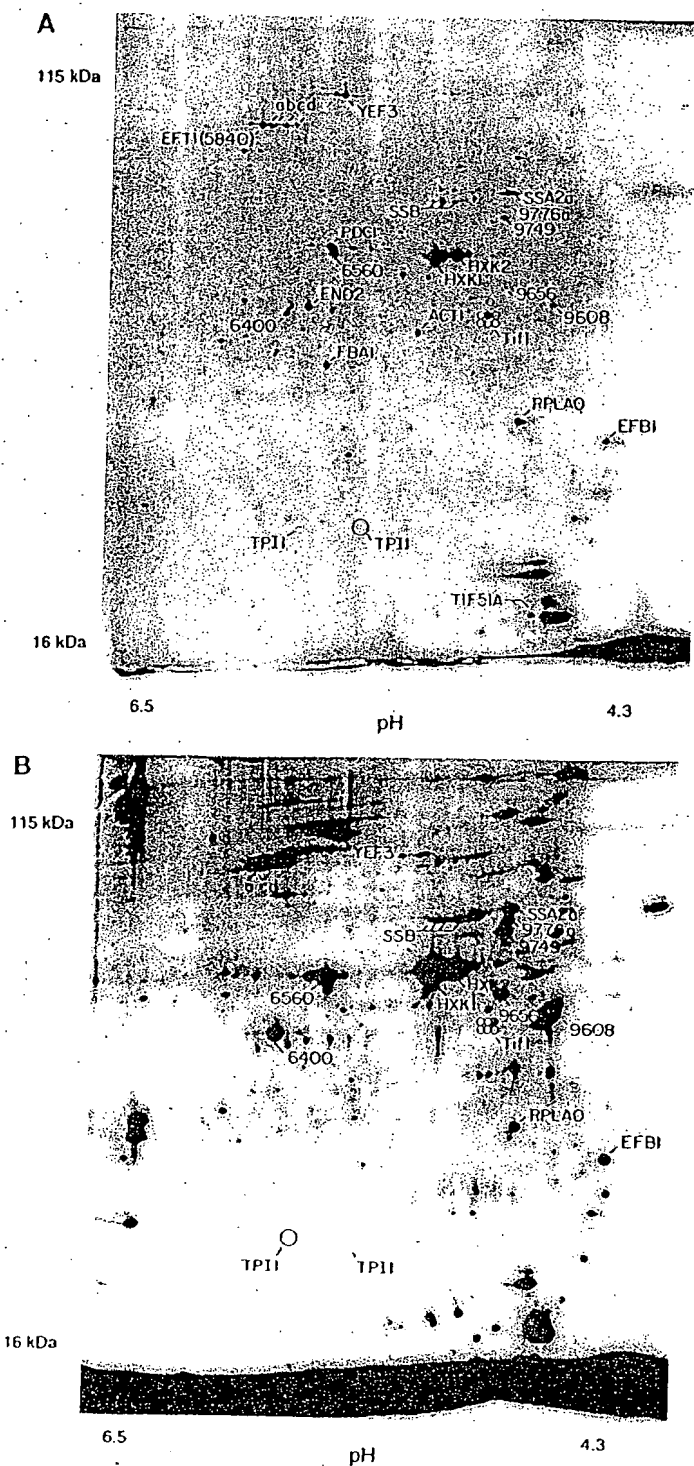 A
115 kDa
abcd
YEF3
EFT1(5840)
SSA2a
SSB
9776a
9749
PDC1
6560
HXK2
HXK1
ENO2
9656
6400
ACT1
9608
Tif1
FBA1
RPLA0
EFB1
TPI1
TPI1
TIF51A
16 kDa
6.5
4.3
pH
B
115 kDa
YEF3
SSA2b
SSB
9749
6560
HXK1
9656
9608
Tif1
6400
RPLA0
EFB1
TPI1
TPI1
16 kDa
6.5
4.3
pH